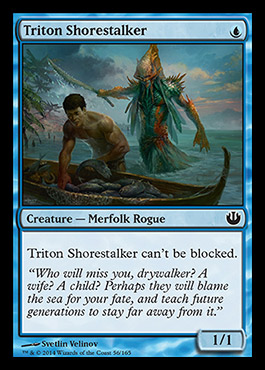 Triton Shorestalker
Creature — Merfolk Rogue
Triton Shorestalker can't be blocked.
“Who will miss you, drywalker? A
wife? A child? Perhaps they will blame
the sea for your fate, and teach future
generations to stay far away from it.”
Svetlin Velinov
1/1
™ & © 2014 Wizards of the Coast 56/165